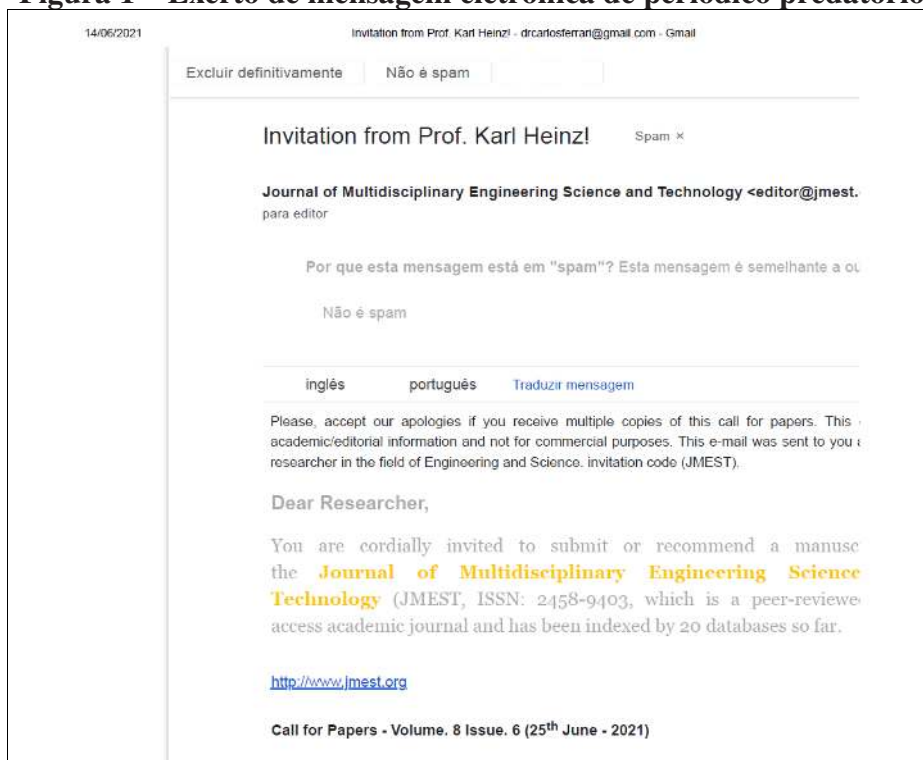 Figura 1 – Exerto de mensagem eletrônica de periódico predatório
14/06/2021 Invitation from Prof. Karl Heinz! - drcarlosferrari@gmail.com - Gmail
Excluir definitivamente Não é spam
Invitation from Prof. Karl Heinz! Spam ×
Journal of Multidisciplinary Engineering Science and Technology <editor@jmest.
para editor
Por que esta mensagem está em "spam"? Esta mensagem é semelhante a ou
Não é spam
inglês português Traduzir mensagem
Please, accept our apologies if you receive multiple copies of this call for papers. This
academic/editorial information and not for commercial purposes. This e-mail was sent to you a
researcher in the field of Engineering and Science. invitation code (JMEST).
Dear Researcher,
You are cordially invited to submit or recommend a manusc
the Journal of Multidisciplinary Engineering Science
Technology (JMEST, ISSN: 2458-9403, which is a peer-reviewe
access academic journal and has been indexed by 20 databases so far.
http://www.jmest.org
Call for Papers - Volume. 8 Issue. 6 (25th June - 2021)